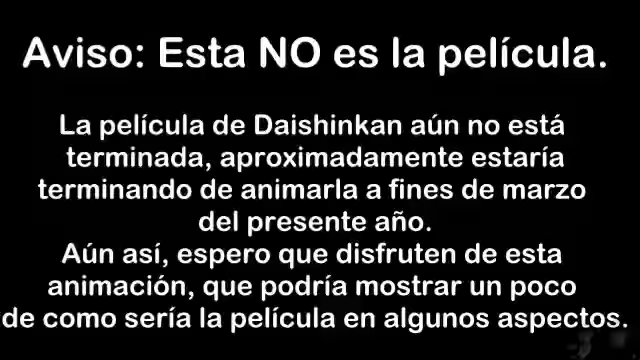 Aviso: Esta NO es la película.
La película de Daishinkan aún no está
terminada, aproximadamente estaría
terminando de animarla a fines de marzo
del presente año.
Aún así, espero que disfruten de esta
animación, que podría mostrar un poco
de como sería la película en algunos aspectos.